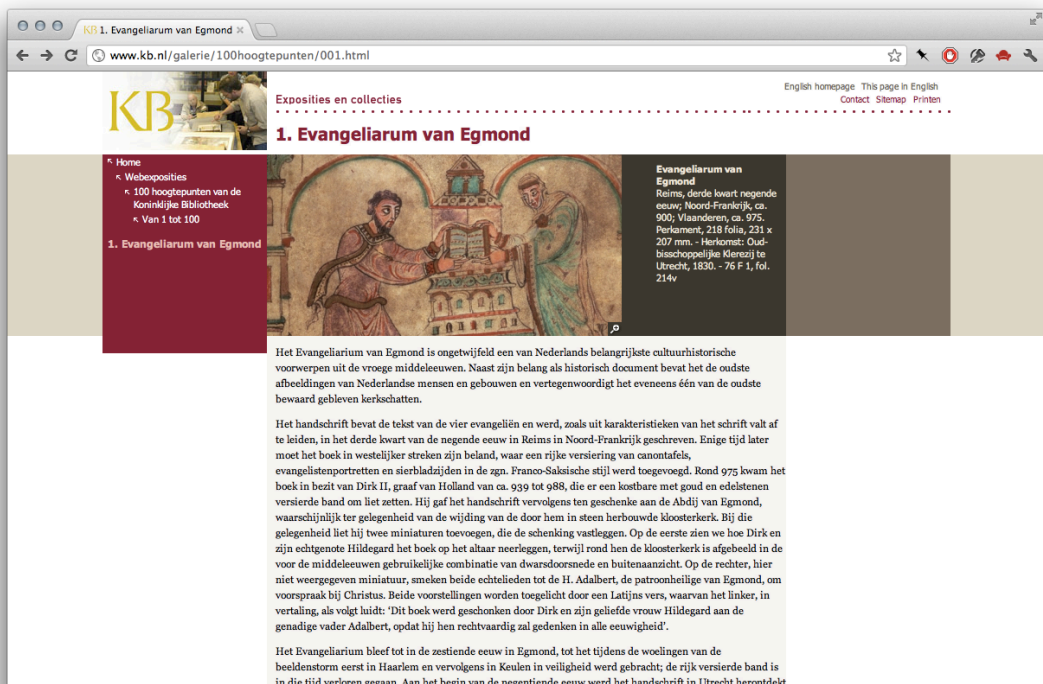 KB 1. Evangeliarum van Egmond ×
www.kb.nl/galerie/100hoogtepunten/001.html
KB
English homepage This page in English
Contact Sitemap Printen
Exposities en collecties
1. Evangeliarum van Egmond
Home
Webexposities
100 hoogtepunten van de
Koninklijke Bibliotheek
Van 1 tot 100
1. Evangeliarum van Egmond
Evangeliarum van
Egmond
Reims, derde kwart negende
eeuw; Noord-Frankrijk, ca.
900; Vlaanderen, ca. 975.
Perkament, 218 folia, 231 x
207 mm. - Herkomst: Oud-
bisschoppelijke Klerezij te
Utrecht, 1830. - 76 F 1, fol.
214v
Het Evangeliarium van Egmond is ongetwijfeld een van Nederlands belangrijkste cultuurhistorische
voorwerpen uit de vroege middeleeuwen. Naast zijn belang als historisch document bevat het de oudste
afbeeldingen van Nederlandse mensen en gebouwen en vertegenwoordigt het eveneens één van de oudste
bewaard gebleven kerkschatten.
Het handschrift bevat de tekst van de vier evangeliën en werd, zoals uit karakteristieken van het schrift valt af
te leiden, in het derde kwart van de negende eeuw in Reims in Noord-Frankrijk geschreven. Enige tijd later
moet het boek in westelijker streken zijn beland, waar een rijke versiering van canontafels,
evangelistenportretten en sierbladzijden in de zgn. Franco-Saksische stijl werd toegevoegd. Rond 975 kwam het
boek in bezit van Dirk II, graaf van Holland van ca. 939 tot 988, die er een kostbare met goud en edelstenen
versierde band om liet zetten. Hij gaf het handschrift vervolgens ten geschenke aan de Abdij van Egmond,
waarschijnlijk ter gelegenheid van de wijding van de door hem in steen herbouwde kloosterkerk. Bij die
gelegenheid liet hij twee miniaturen toevoegen, die de schenking vastleggen. Op de eerste zien we hoe Dirk en
zijn echtgenote Hildegard het boek op het altaar neerleggen, terwijl rond hen de kloosterkerk is afgebeeld in de
voor de middeleeuwen gebruikelijke combinatie van dwarsdoorsnede en buitenaanzicht. Op de rechter, hier
niet weergegeven miniatuur, smeken beide echtelieden tot de H. Adalbert, de patroonheilige van Egmond, om
voorspraak bij Christus. Beide voorstellingen worden toegelicht door een Latijns vers, waarvan het linker, in
vertaling, als volgt luidt: ‘Dit boek werd geschonken door Dirk en zijn geliefde vrouw Hildegard aan de
genadige vader Adalbert, opdat hij hen rechtvaardig zal gedenken in alle eeuwigheid’.
Het Evangeliarium bleef tot in de zestiende eeuw in Egmond, tot het tijdens de woelingen van de
beeldenstorm eerst in Haarlem en vervolgens in Keulen in veiligheid werd gebracht; de rijk versierde band is
in die tijd verloren gegaan. Aan het begin van de negentiende eeuw werd het handschrift in Utrecht herontdekt